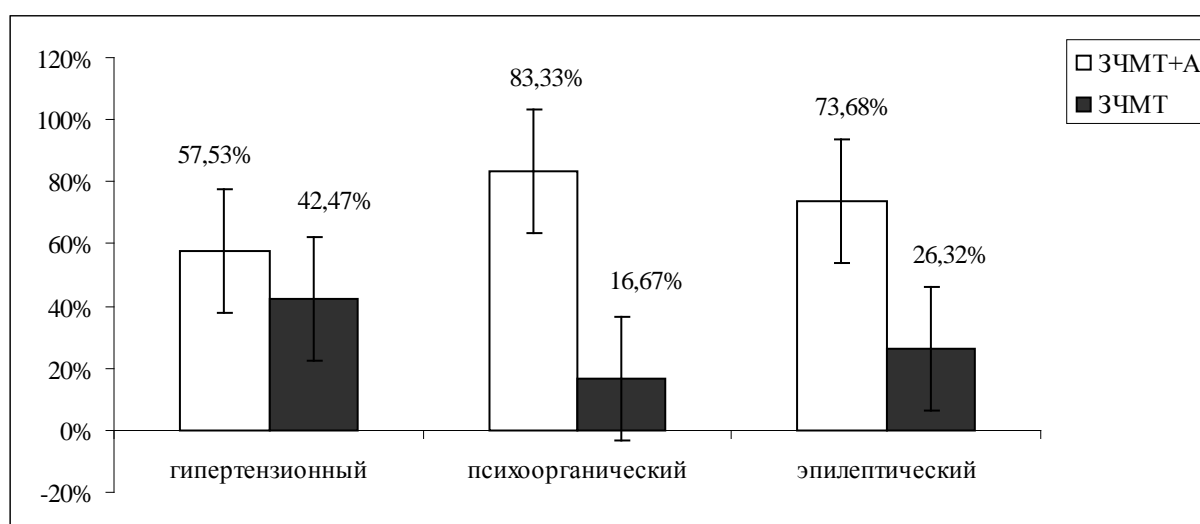 120%
100%
80%
60%
40%
20%
0%
-20%
57,53%
42,47%
83,33%
16,67%
73,68%
26,32%
гипертензионный
психоорганический
эпилептический
ЗЧМТ+А
ЗЧМТ